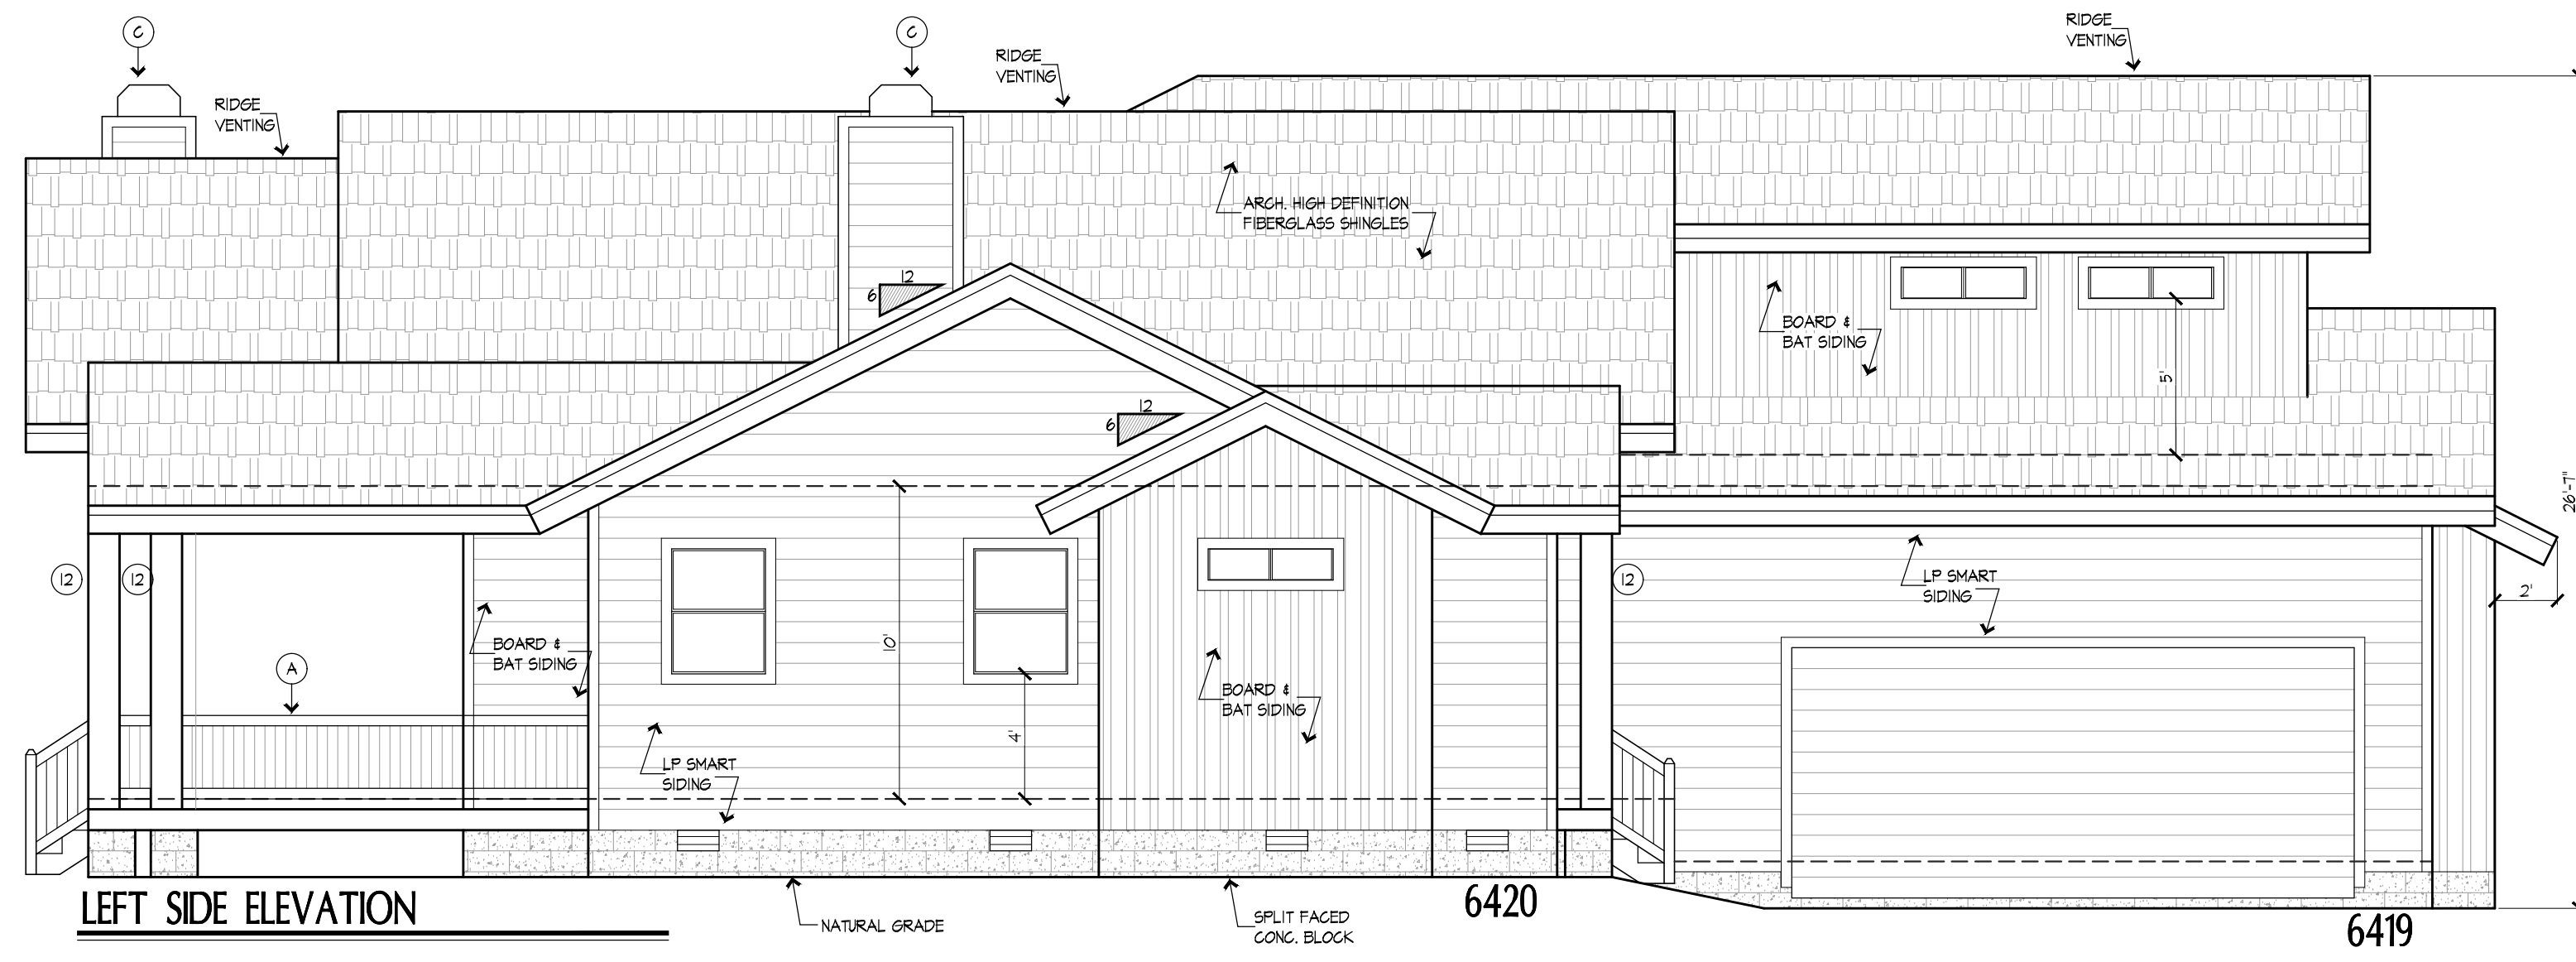 C
C
RIDGE
VENTING
RIDGE
VENTING
RIDGE
VENTING
ARCH. HIGH DEFINITION
FIBERGLASS SHINGLES
12
6
12
6
BOARD &
BAT SIDING
5'
26'-7"
12
12
12
LP SMART
SIDING
2'
BOARD &
BAT SIDING
10'
A
BOARD &
BAT SIDING
4'
LP SMART
SIDING
LEFT SIDE ELEVATION
NATURAL GRADE
SPLIT FACED
CONC. BLOCK
6420
6419